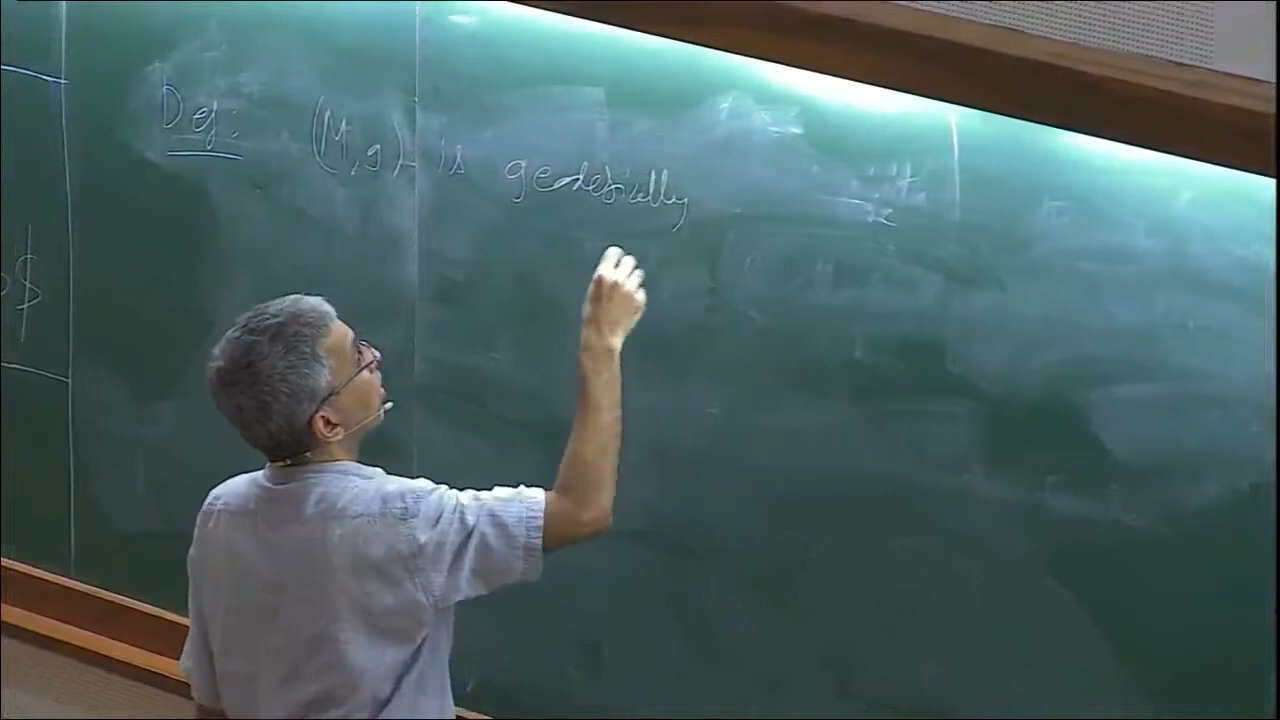 Def: (M, g) is geodesically
$